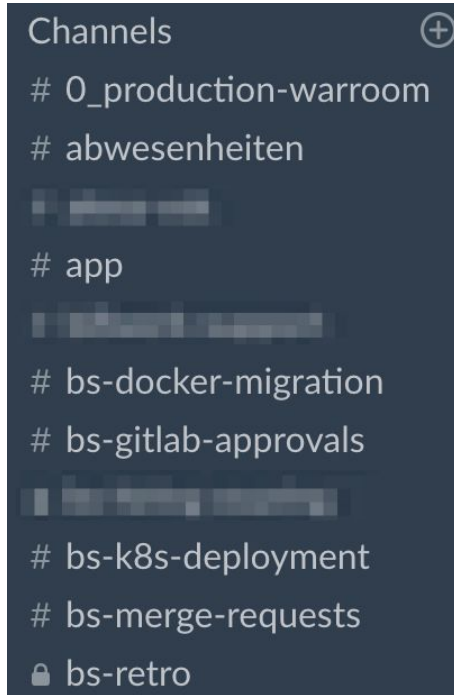 Channels
# 0_production-warroom
# abwesenheiten
# app
# bs-docker-migration
# bs-gitlab-approvals
# bs-k8s-deployment
# bs-merge-requests
bs-retro